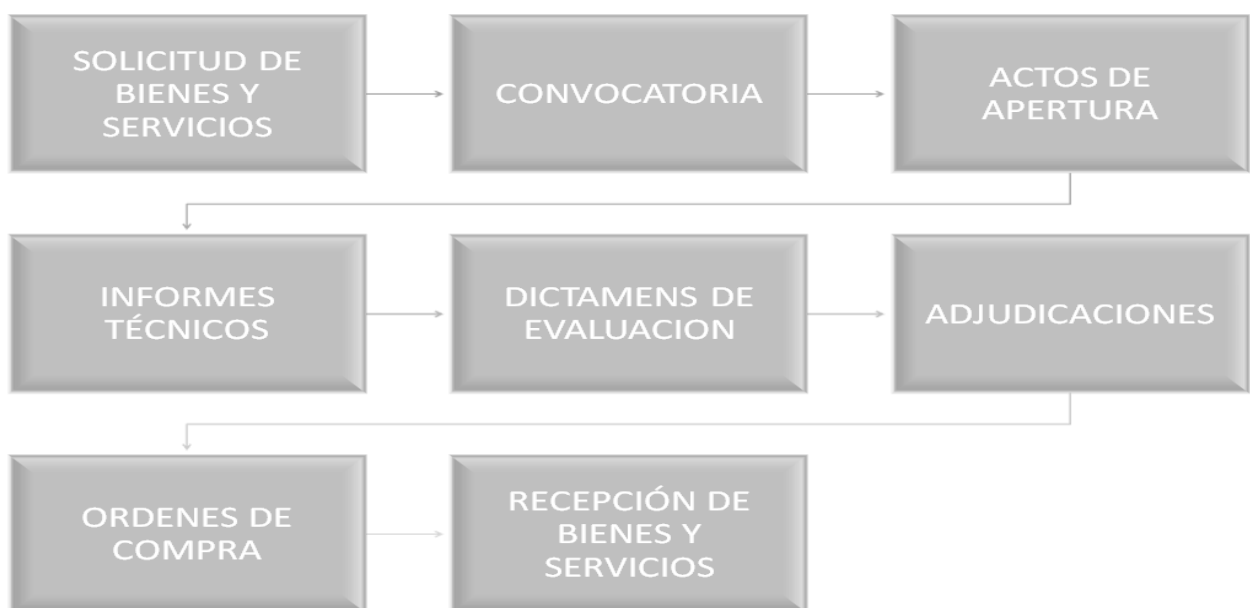 SOLICITUD DE
BIENES Y
SERVICIOS
CONVOCATORIA
ACTOS DE
APERTURA
INFORMES
TÉCNICOS
DICTAMENS DE
EVALUACION
ADJUDICACIONES
ORDENES DE
COMPRA
RECEPCIÓN DE
BIENES Y
SERVICIOS